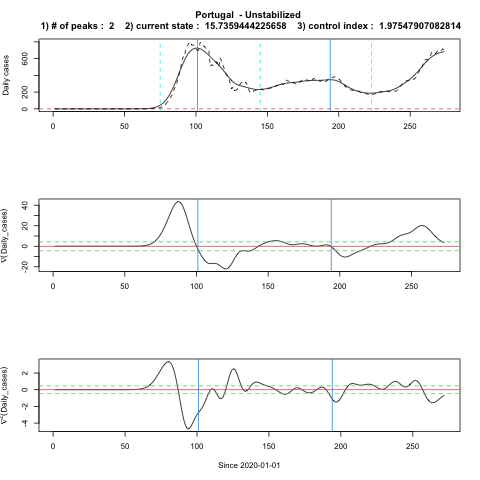 Portugal - Unstabilized
1) # of peaks : 2 2) current state : 15.7359444225658 3) control index : 1.97547907082814
Daily cases
0 200 600
0 50 100 150 200 250
∇(Daily_cases)
-20 0 20 40
0 50 100 150 200 250
∇²(Daily_cases)
-4 -2 0 2
0 50 100 150 200 250
Since 2020-01-01